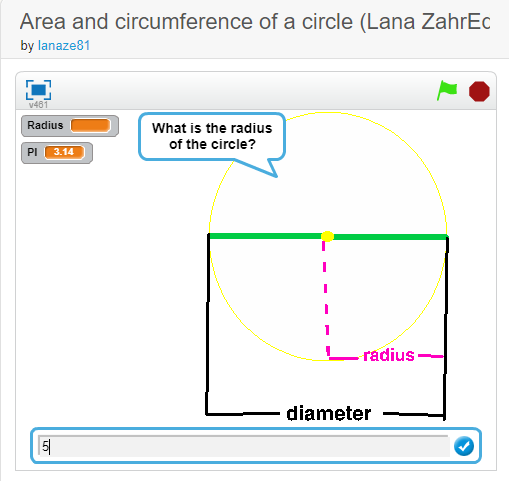 Area and circumference of a circle (Lana ZahrEd
by lanaze81
v461
Radius
PI 3.14
What is the radius
of the circle?
radius
diameter
5